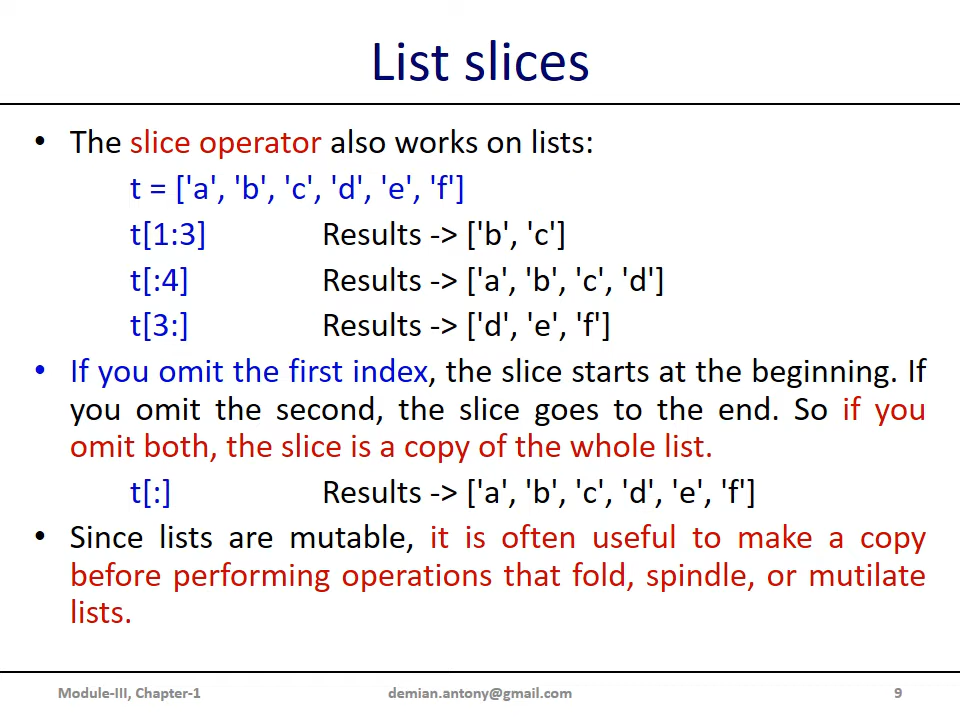 List slices
• The slice operator also works on lists:
t = ['a', 'b', 'c', 'd', 'e', 'f']
t[1:3] Results -> ['b', 'c']
t[:4] Results -> ['a', 'b', 'c', 'd']
t[3:] Results -> ['d', 'e', 'f']
• If you omit the first index, the slice starts at the beginning. If
you omit the second, the slice goes to the end. So if you
omit both, the slice is a copy of the whole list.
t[:] Results -> ['a', 'b', 'c', 'd', 'e', 'f']
• Since lists are mutable, it is often useful to make a copy
before performing operations that fold, spindle, or mutilate
lists.
Module-III, Chapter-1 demian.antony@gmail.com 9